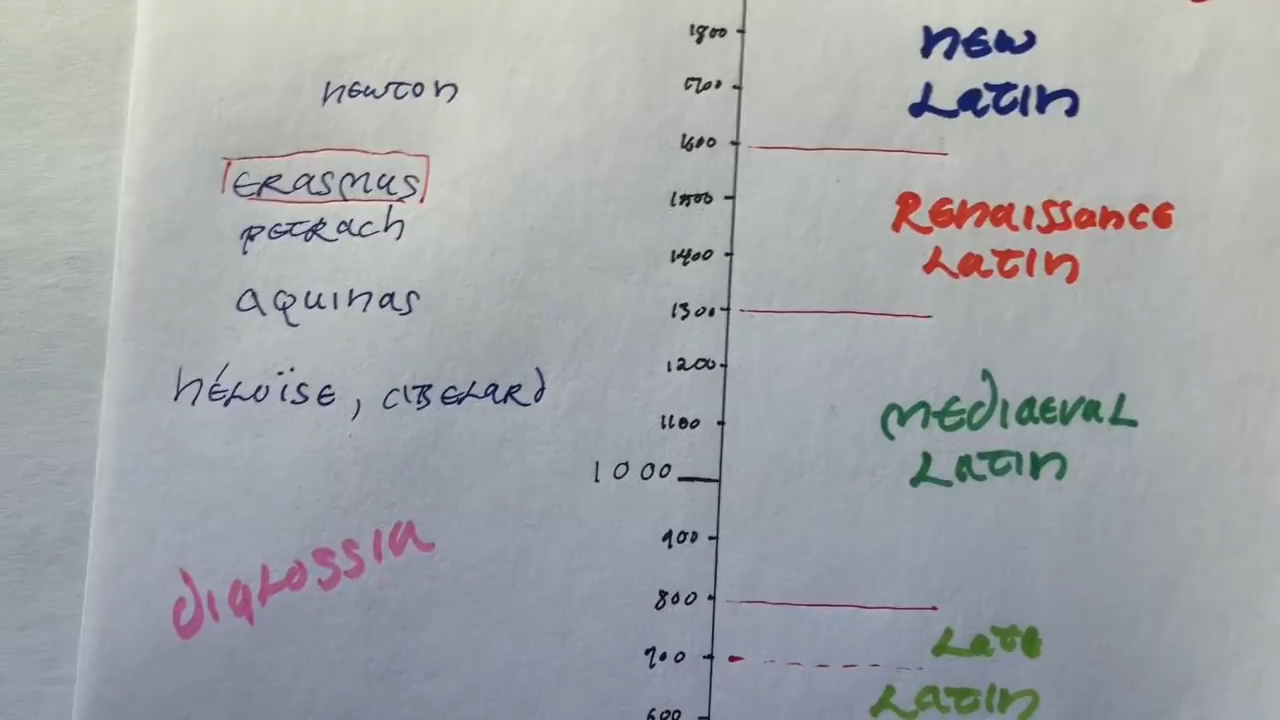 1800
NEW
LATIN
1700
NEWTON
1600
ERASMUS
1500
RENAISSANCE
LATIN
PETRACH
1400
AQUINAS
1300
1200
HÉLOÏSE, ABELARD
MEDIAEVAL
LATIN
1100
1000
900
DIGLOSSIA
800
LATE
LATIN
700
600